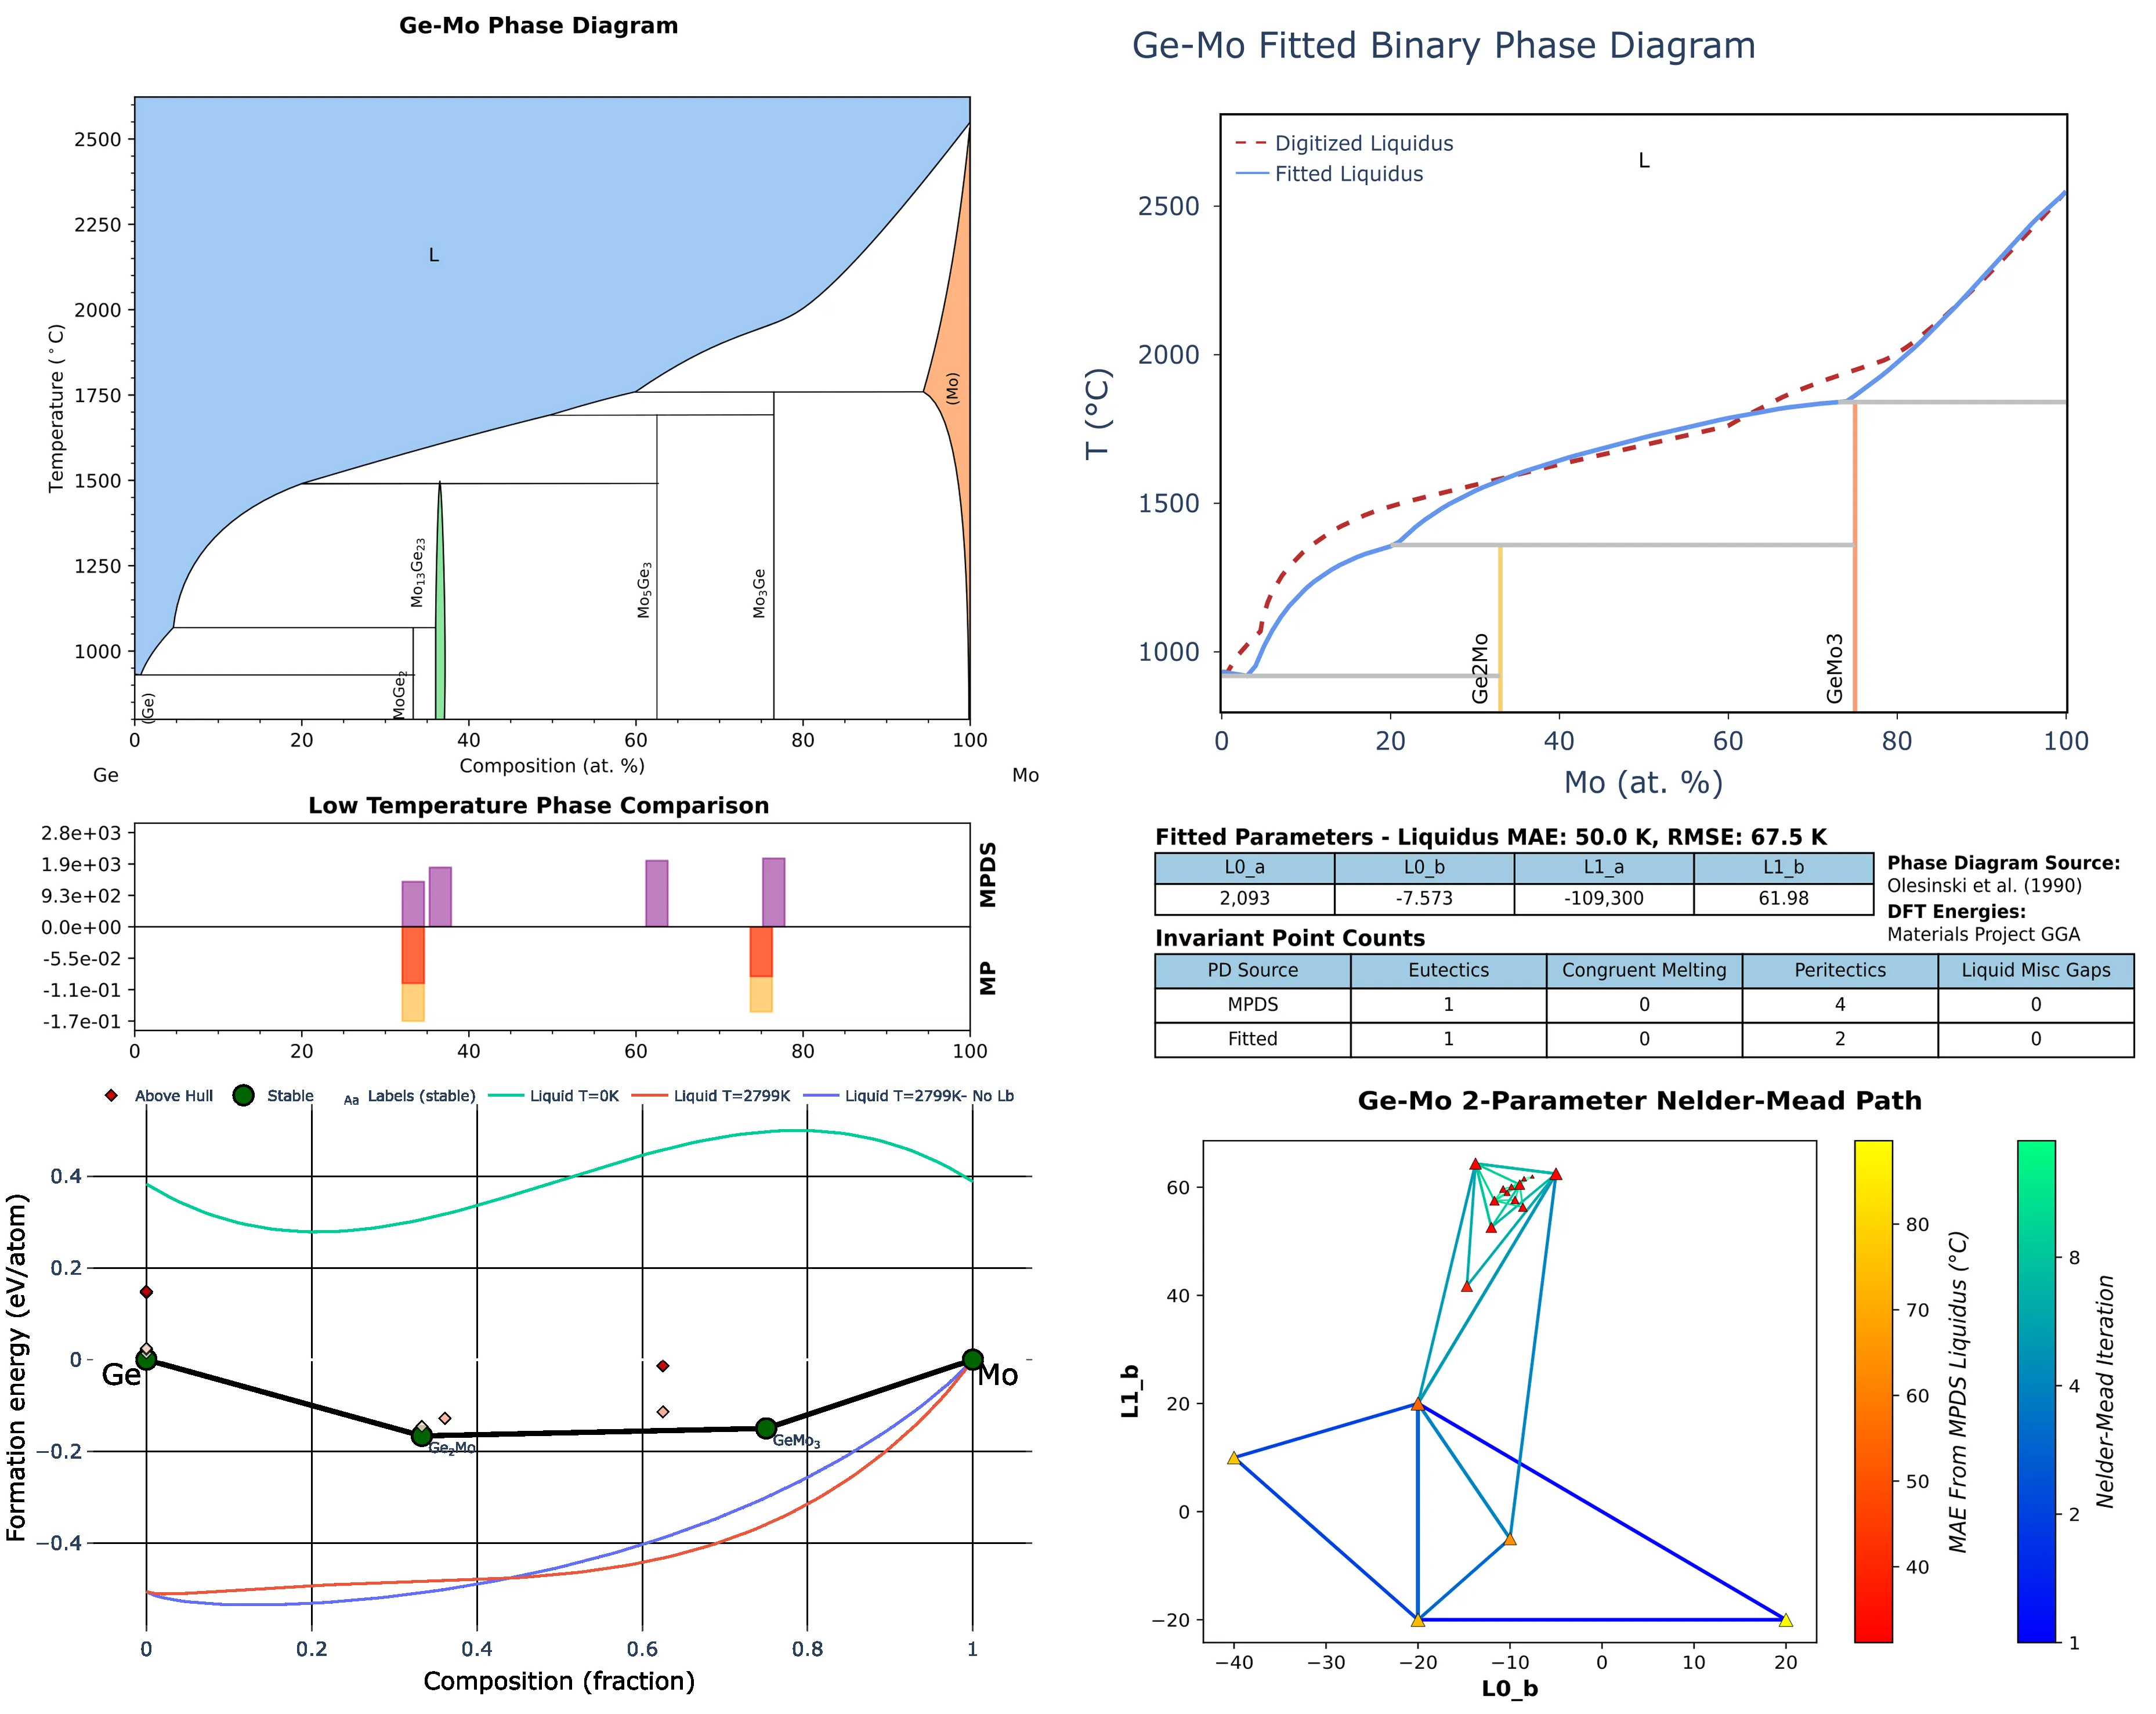 Ge-Mo Phase Diagram
Temperature (°C)
2500
2250
2000
1750
1500
1250
1000
L
(Mo)
Mo13Ge23
Mo5Ge3
Mo3Ge
MoGe2
(Ge)
0 20 40 60 80 100
Composition (at. %)
Ge Mo
Ge-Mo Fitted Binary Phase Diagram
Digitized Liquidus
Fitted Liquidus
L
T (°C)
2500
2000
1500
1000
Ge2Mo
GeMo3
0 20 40 60 80 100
Mo (at. %)
Low Temperature Phase Comparison
2.8e+03
1.9e+03
9.3e+02
0.0e+00
-5.5e-02
-1.1e-01
-1.7e-01
MPDS
MP
0 20 40 60 80 100
Fitted Parameters - Liquidus MAE: 50.0 K, RMSE: 67.5 K
L0_a L0_b L1_a L1_b
2,093 -7.573 -109,300 61.98
Phase Diagram Source:
Olesinski et al. (1990)
DFT Energies:
Materials Project GGA
Invariant Point Counts
PD Source Eutectics Congruent Melting Peritectics Liquid Misc Gaps
MPDS 1 0 4 0
Fitted 1 0 2 0
Above Hull Stable Aa Labels (stable) Liquid T=0K Liquid T=2799K Liquid T=2799K- No Lb
Formation energy (eV/atom)
0.4
0.2
0
−0.2
−0.4
Ge
Mo
Ge2Mo
GeMo3
0 0.2 0.4 0.6 0.8 1
Composition (fraction)
Ge-Mo 2-Parameter Nelder-Mead Path
L1_b
60
40
20
0
−20
−40 −30 −20 −10 0 10 20
L0_b
80
70
60
50
40
MAE From MPDS Liquidus (°C)
8
4
2
1
Nelder-Mead Iteration